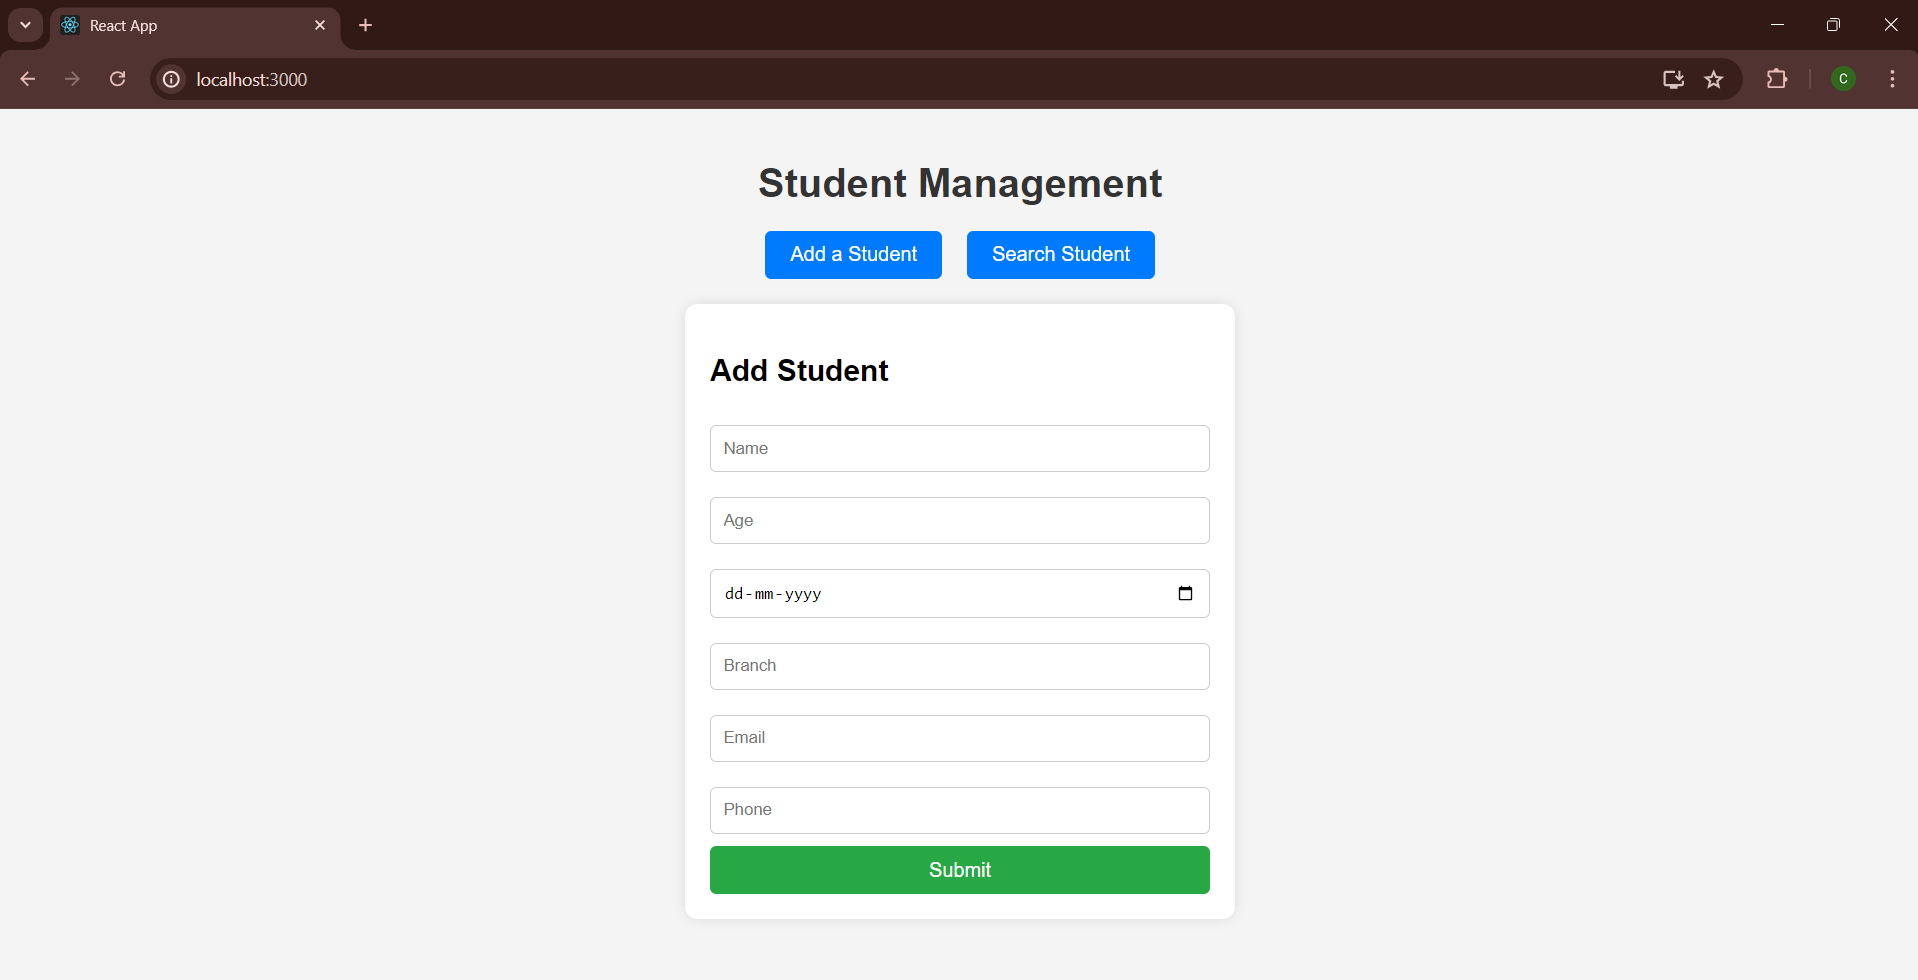 React App
localhost:3000
C
Student Management
Add a Student
Search Student
Add Student
Name
Age
dd-mm-yyyy
Branch
Email
Phone
Submit